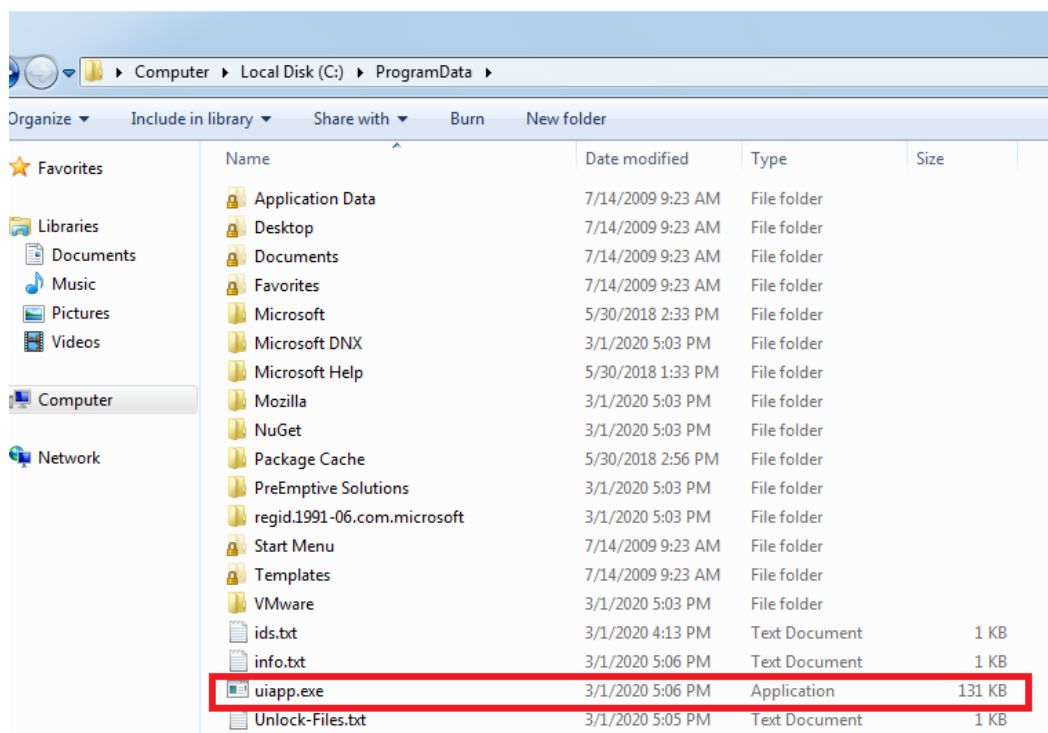 Computer Local Disk (C:) ProgramData
Organize Include in library Share with Burn New folder
Name Date modified Type Size
Favorites
Libraries
Documents
Music
Pictures
Videos
Computer
Network
Application Data 7/14/2009 9:23 AM File folder
Desktop 7/14/2009 9:23 AM File folder
Documents 7/14/2009 9:23 AM File folder
Favorites 7/14/2009 9:23 AM File folder
Microsoft 5/30/2018 2:33 PM File folder
Microsoft DNX 3/1/2020 5:03 PM File folder
Microsoft Help 5/30/2018 1:33 PM File folder
Mozilla 3/1/2020 5:03 PM File folder
NuGet 3/1/2020 5:03 PM File folder
Package Cache 5/30/2018 2:56 PM File folder
PreEmptive Solutions 3/1/2020 5:03 PM File folder
regid.1991-06.com.microsoft 3/1/2020 5:03 PM File folder
Start Menu 7/14/2009 9:23 AM File folder
Templates 7/14/2009 9:23 AM File folder
VMware 3/1/2020 5:03 PM File folder
ids.txt 3/1/2020 4:13 PM Text Document 1 KB
info.txt 3/1/2020 5:06 PM Text Document 1 KB
uiapp.exe 3/1/2020 5:06 PM Application 131 KB
Unlock-Files.txt 3/1/2020 5:05 PM Text Document 1 KB